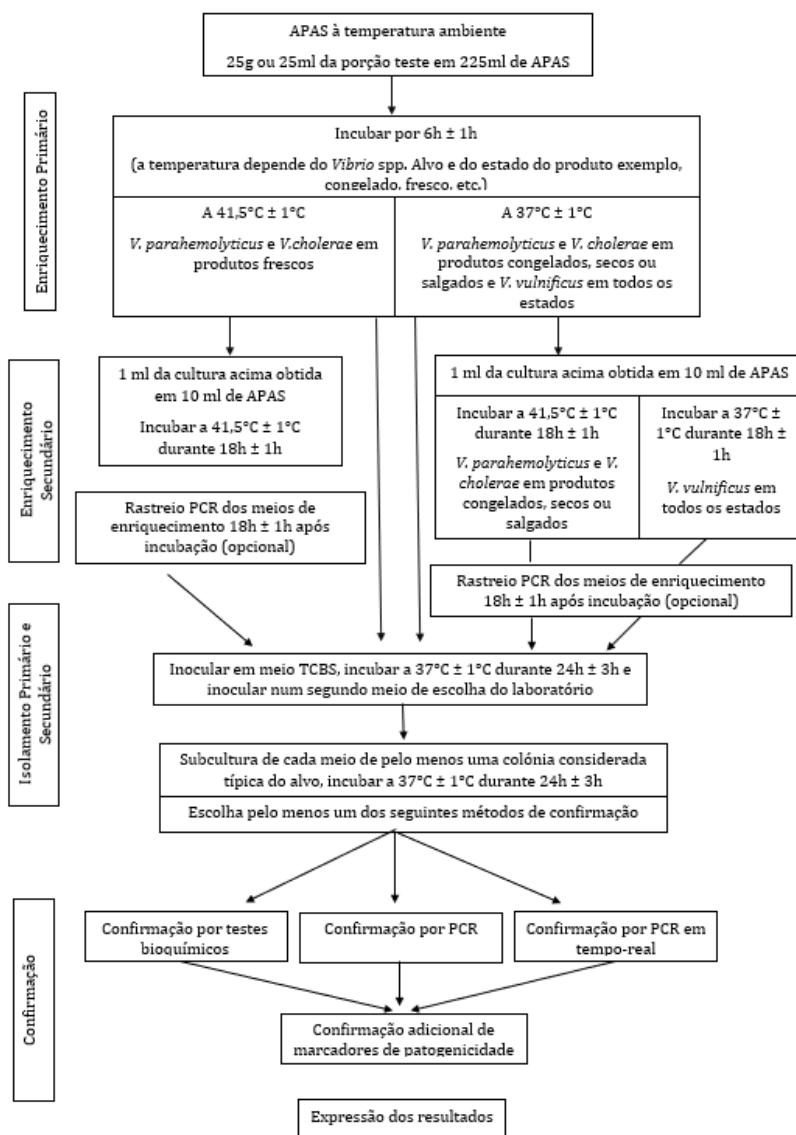 APAS à temperatura ambiente
25g ou 25ml da porção teste em 225ml de APAS
Enriquecimento Primário
Incubar por 6h ± 1h
(a temperatura depende do Vibrio spp. Alvo e do estado do produto exemplo,
congelado, fresco, etc.)
A 41,5°C ± 1°C
V. parahemolyticus e V.cholerae em
produtos frescos
A 37°C ± 1°C
V. parahemolyticus e V. cholerae em
produtos congelados, secos ou
salgados e V. vulnificus em todos os
estados
Enriquecimento
Secundário
1 ml da cultura acima obtida
em 10 ml de APAS
Incubar a 41,5°C ± 1°C
durante 18h ± 1h
1 ml da cultura acima obtida em 10 ml de APAS
Incubar a 41,5°C ± 1°C
durante 18h ± 1h
V. parahemolyticus e V.
cholerae em produtos
congelados, secos ou
salgados
Incubar a 37°C ±
1°C durante 18h ±
1h
V. vulnificus em
todos os estados
Rastreio PCR dos meios de
enriquecimento 18h ± 1h após
incubação (opcional)
Rastreio PCR dos meios de enriquecimento
18h ± 1h após incubação (opcional)
Isolamento Primário e
Secundário
Inocular em meio TCBS, incubar a 37°C ± 1°C durante 24h ± 3h e
inocular num segundo meio de escolha do laboratório
Subcultura de cada meio de pelo menos uma colónia considerada
típica do alvo, incubar a 37°C ± 1°C durante 24h ± 3h
Escolha pelo menos um dos seguintes métodos de confirmação
Confirmação
Confirmação por testes
bioquímicos
Confirmação por PCR
Confirmação por PCR em
tempo-real
Confirmação adicional de
marcadores de patogenicidade
Expressão dos resultados